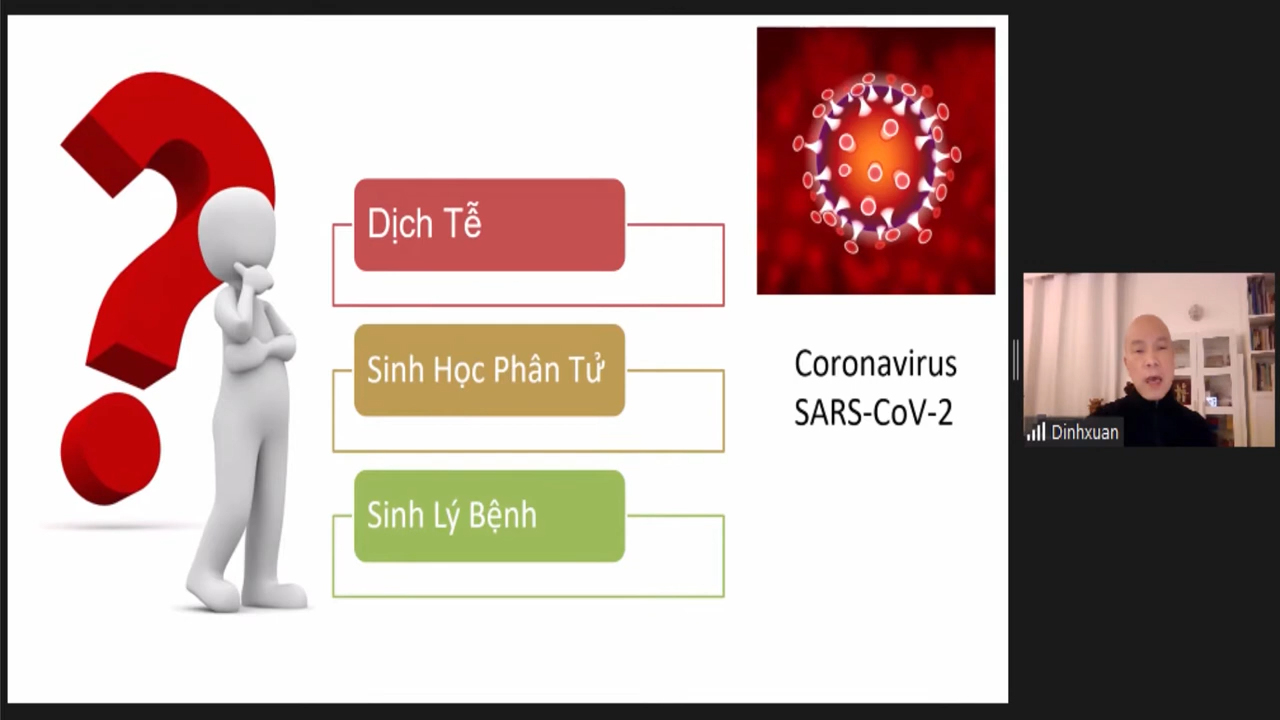 Dịch Tễ
Sinh Học Phân Tử
Sinh Lý Bệnh
Coronavirus
SARS-CoV-2
Dinhxuan